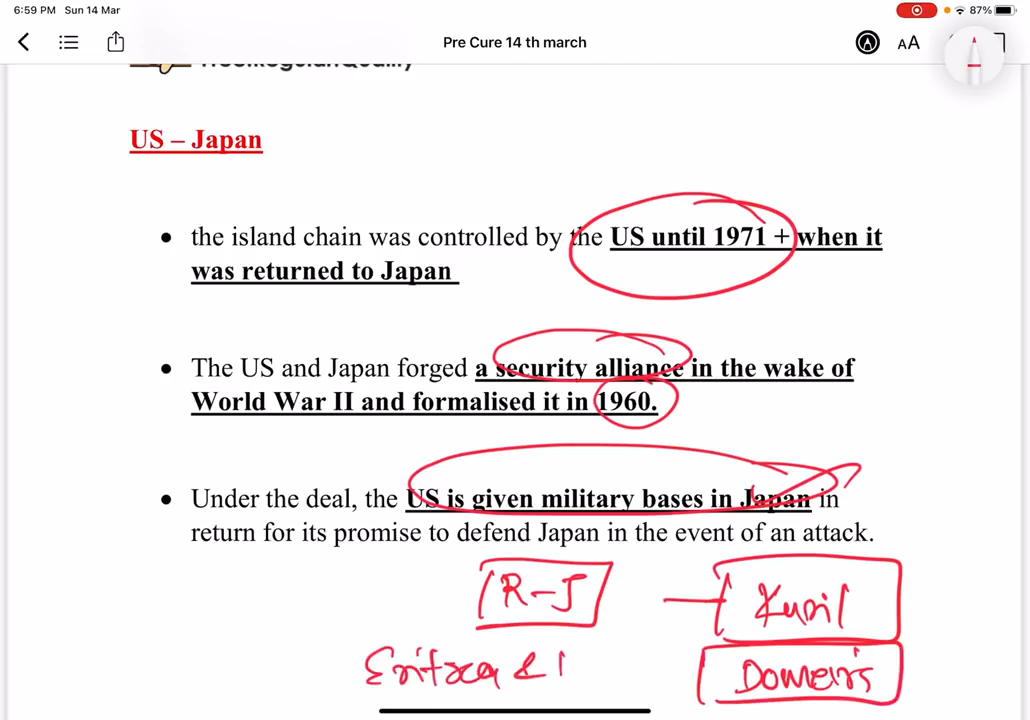 6:59 PM Sun 14 Mar
87%
Pre Cure 14 th march
AA
US – Japan
• the island chain was controlled by the US until 1971 + when it
was returned to Japan
• The US and Japan forged a security alliance in the wake of
World War II and formalised it in 1960.
• Under the deal, the US is given military bases in Japan in
return for its promise to defend Japan in the event of an attack.
R-J
Kuril
Eritrea & 
Domeiris